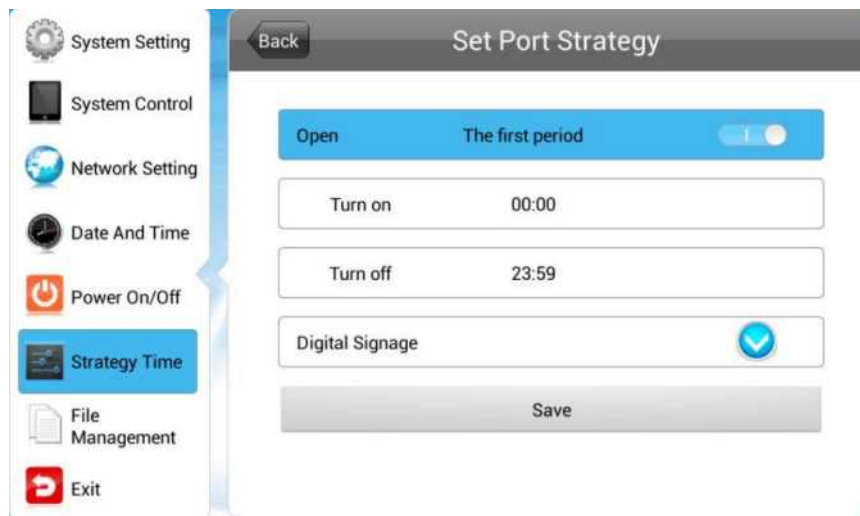 System Setting
System Control
Network Setting
Date And Time
Power On/Off
Strategy Time
File
Management
Exit
Back
Set Port Strategy
Open The first period
Turn on 00:00
Turn off 23:59
Digital Signage
Save